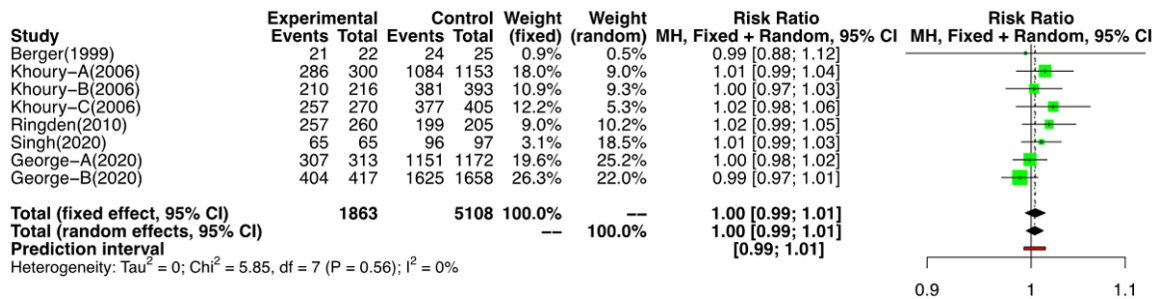 Experimental Control Weight Weight Risk Ratio Risk Ratio
Study Events Total Events Total (fixed) (random) MH, Fixed + Random, 95% CI MH, Fixed + Random, 95% CI
Berger(1999) 21 22 24 25 0.9% 0.5% 0.99 [0.88; 1.12]
Khoury−A(2006) 286 300 1084 1153 18.0% 9.0% 1.01 [0.99; 1.04]
Khoury−B(2006) 210 216 381 393 10.9% 9.3% 1.00 [0.97; 1.03]
Khoury−C(2006) 257 270 377 405 12.2% 5.3% 1.02 [0.98; 1.06]
Ringden(2010) 257 260 199 205 9.0% 10.2% 1.02 [0.99; 1.05]
Singh(2020) 65 65 96 97 3.1% 18.5% 1.01 [0.99; 1.03]
George−A(2020) 307 313 1151 1172 19.6% 25.2% 1.00 [0.98; 1.02]
George−B(2020) 404 417 1625 1658 26.3% 22.0% 0.99 [0.97; 1.01]
Total (fixed effect, 95% CI) 1863 5108 100.0% −− 1.00 [0.99; 1.01]
Total (random effects, 95% CI) −− 100.0% 1.00 [0.99; 1.01]
Prediction interval [0.99; 1.01]
Heterogeneity: Tau² = 0; Chi² = 5.85, df = 7 (P = 0.56); I² = 0%
0.9 1 1.1